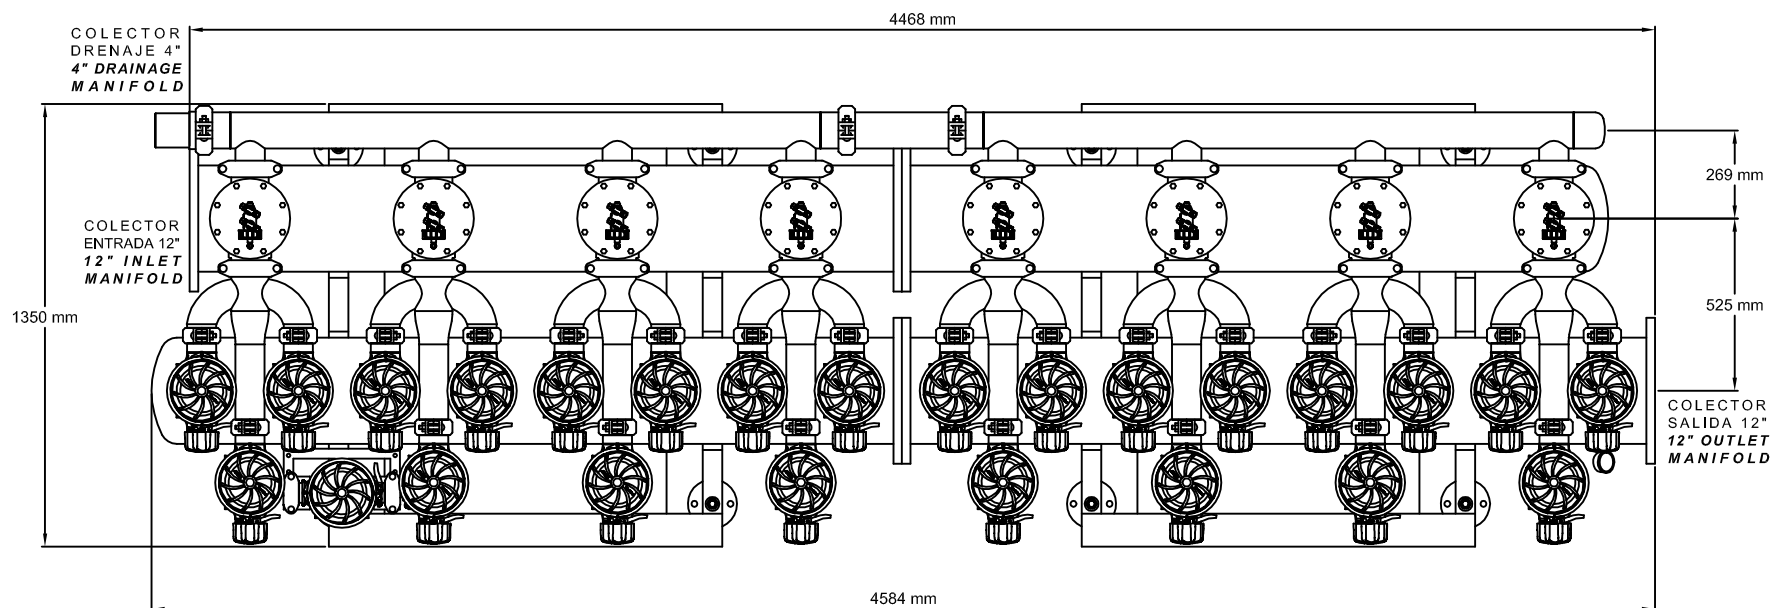 4468 mm
COLECTOR
DRENAJE 4"
4" DRAINAGE
MANIFOLD
269 mm
COLECTOR
ENTRADA 12"
12" INLET
MANIFOLD
1350 mm
525 mm
COLECTOR
SALIDA 12"
12" OUTLET
MANIFOLD
4584 mm